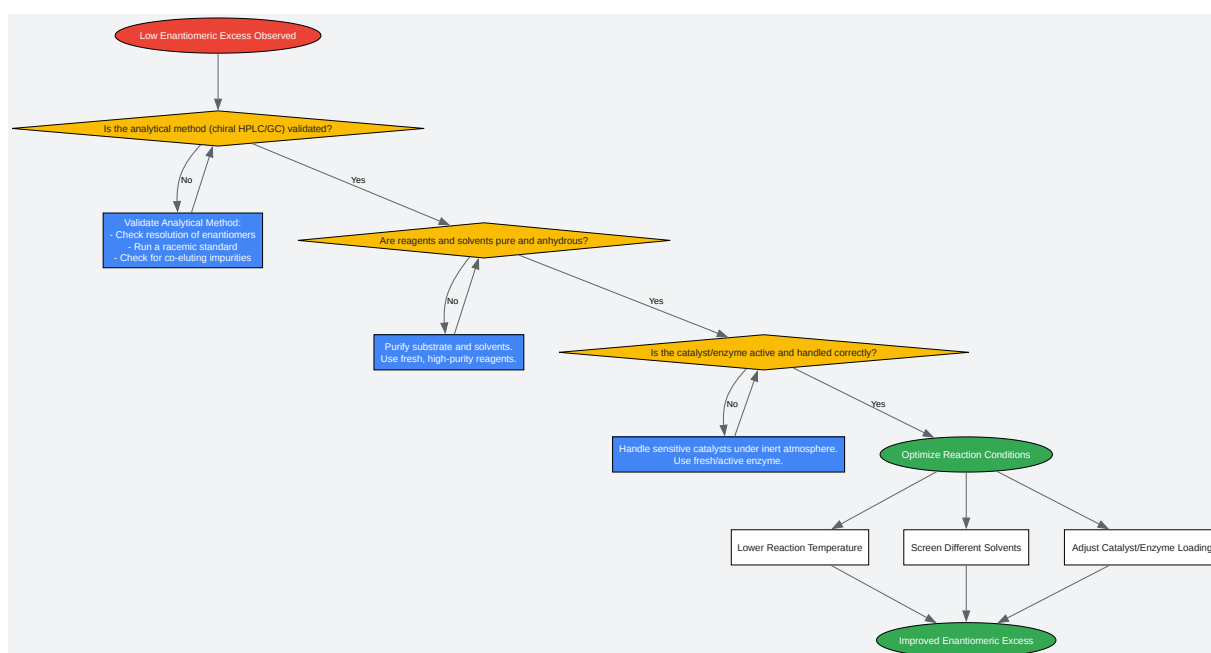 Low Enantiomeric Excess Observed
Is the analytical method (chiral HPLC/GC) validated?
No
Yes
Validate Analytical Method:
- Check resolution of enantiomers
- Run a racemic standard
- Check for co-eluting impurities
Are reagents and solvents pure and anhydrous?
No
Yes
Purify substrate and solvents.
Use fresh, high-purity reagents.
Is the catalyst/enzyme active and handled correctly?
No
Yes
Handle sensitive catalysts under inert atmosphere.
Use fresh/active enzyme.
Optimize Reaction Conditions
Lower Reaction Temperature
Screen Different Solvents
Adjust Catalyst/Enzyme Loading
Improved Enantiomeric Excess